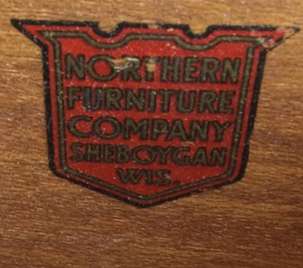 NORTHERN
FURNITURE
COMPANY
SHEBOYGAN
WIS.